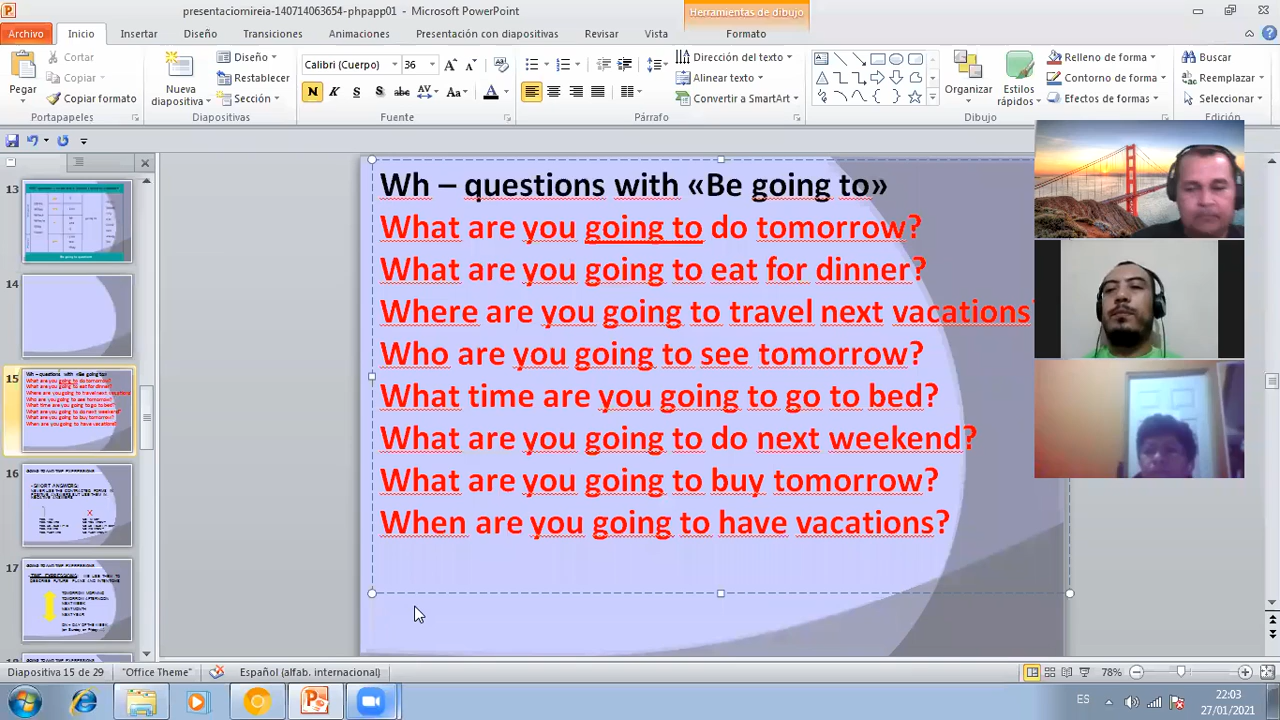 presentaciornireia-140714063654-phpapp01 - Microsoft PowerPoint
Herramientas de dibujo
Archivo Inicio Insertar Diseño Transiciones Animaciones Presentación con diapositivas Revisar Vista Formato
Pegar
Cortar
Copiar
Copiar formato
Portapapeles
Nueva diapositiva
Diseño
Restablecer
Sección
Diapositivas
Calibri (Cuerpo) 36
Fuente
Párrafo
Dirección del texto
Alinear texto
Convertir a SmartArt
Organizar
Estilos rápidos
Relleno de forma
Contorno de forma
Efectos de formas
Dibujo
Buscar
Reemplazar
Seleccionar
Edición
13
14
15
16
17
Wh – questions with «Be going to»
What are you going to do tomorrow?
What are you going to eat for dinner?
Where are you going to travel next vacations?
Who are you going to see tomorrow?
What time are you going to go to bed?
What are you going to do next weekend?
What are you going to buy tomorrow?
When are you going to have vacations?
Diapositiva 15 de 29 "Office Theme" Español (alfab. internacional) 78%
ES 22:03
27/01/2021